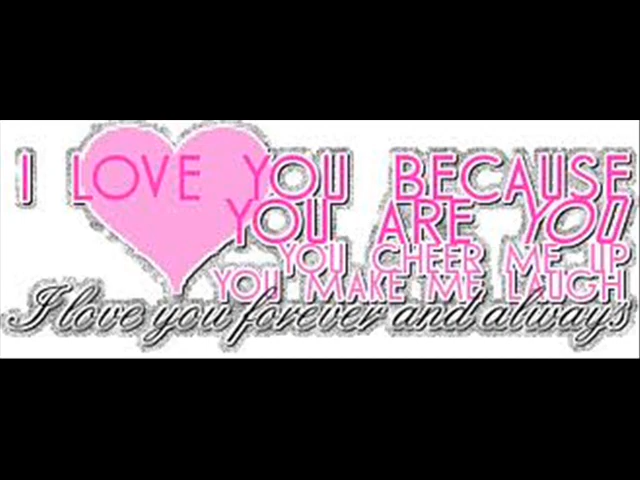 I LOVE YOU BECAUSE
YOU ARE YOU
YOU CHEER ME UP
YOU MAKE ME LAUGH
I love you forever and always